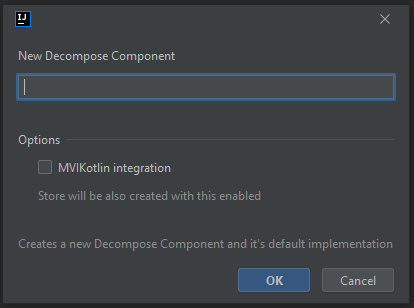 IJ
New Decompose Component
Options
MVIKotlin integration
Store will be also created with this enabled
Creates a new Decompose Component and it's default implementation
OK
Cancel